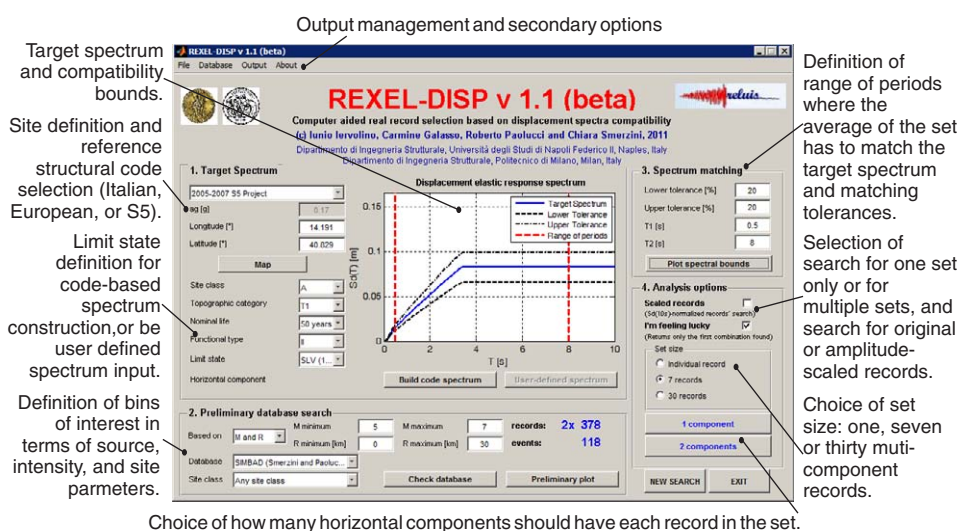 Output management and secondary options
Target spectrum
and compatibility
bounds.
Site definition and
reference
structural code
selection (Italian,
European, or S5).
Limit state
definition for
code-based
spectrum
construction,or be
user defined
spectrum input.
Definition of bins
of interest in
terms of source,
intensity, and site
parmeters.
REXEL-DISP v 1.1 (beta)
File Database Output About
REXEL-DISP v 1.1 (beta)
reluis
Computer aided real record selection based on displacement spectra compatibility
(c) Iunio Iervolino, Carmine Galasso, Roberto Paolucci and Chiara Smerzini, 2011
Dipartimento di Ingegneria Strutturale, Università degli Studi di Napoli Federico II, Naples, Italy
Dipartimento di Ingegneria Strutturale, Politecnico di Milano, Milan, Italy
1. Target Spectrum
2005-2007 S5 Project
ag [g] 0.17
Longitude [°] 14.191
Latitude [°] 40.829
Map
Site class A
Topographic category T1
Nominal life 50 years
Functional type II
Limit state SLV (1...
Horizontal component
Displacement elastic response spectrum
Sd(T) [m]
0.15
0.1
0.05
0
Target Spectrum
Lower Tolerance
Upper Tolerance
Range of periods
0 2 4 6 8 10
T [s]
Build code spectrum User-defined spectrum
2. Preliminary database search
Based on M and R M minimum 5 M maximum 7 records: 2x 378
R minimum [km] 0 R maximum [km] 30 events: 118
Database SIMBAD (Smerzini and Paoluc...
Site class Any site class Check database Preliminary plot
3. Spectrum matching
Lower tolerance [%] 20
Upper tolerance [%] 20
T1 [s] 0.5
T2 [s] 8
Plot spectral bounds
4. Analysis options
Scaled records
(Sd(10s)-normalized records' search)
I'm feeling lucky
(Returns only the first combination found)
Set size
Individual record
7 records
30 records
1 component
2 components
NEW SEARCH EXIT
Definition of
range of periods
where the
average of the set
has to match the
target spectrum
and matching
tolerances.
Selection of
search for one set
only or for
multiple sets, and
search for original
or amplitude-
scaled records.
Choice of set
size: one, seven
or thirty muti-
component
records.
Choice of how many horizontal components should have each record in the set.